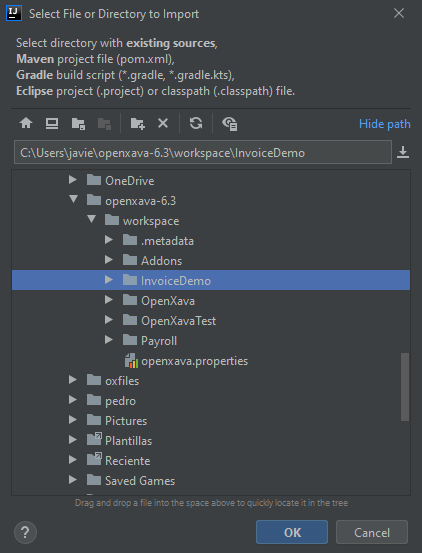 IJ
Select File or Directory to Import
Select directory with existing sources,
Maven project file (pom.xml),
Gradle build script (*.gradle, *.gradle.kts),
Eclipse project (.project) or classpath (.classpath) file.
Hide path
C:\Users\javie\openxava-6.3\workspace\InvoiceDemo
OneDrive
openxava-6.3
workspace
.metadata
Addons
InvoiceDemo
OpenXava
OpenXavaTest
Payroll
openxava.properties
oxfiles
pedro
Pictures
Plantillas
Reciente
Saved Games
Drag and drop a file into the space above to quickly locate it in the tree
?
OK
Cancel